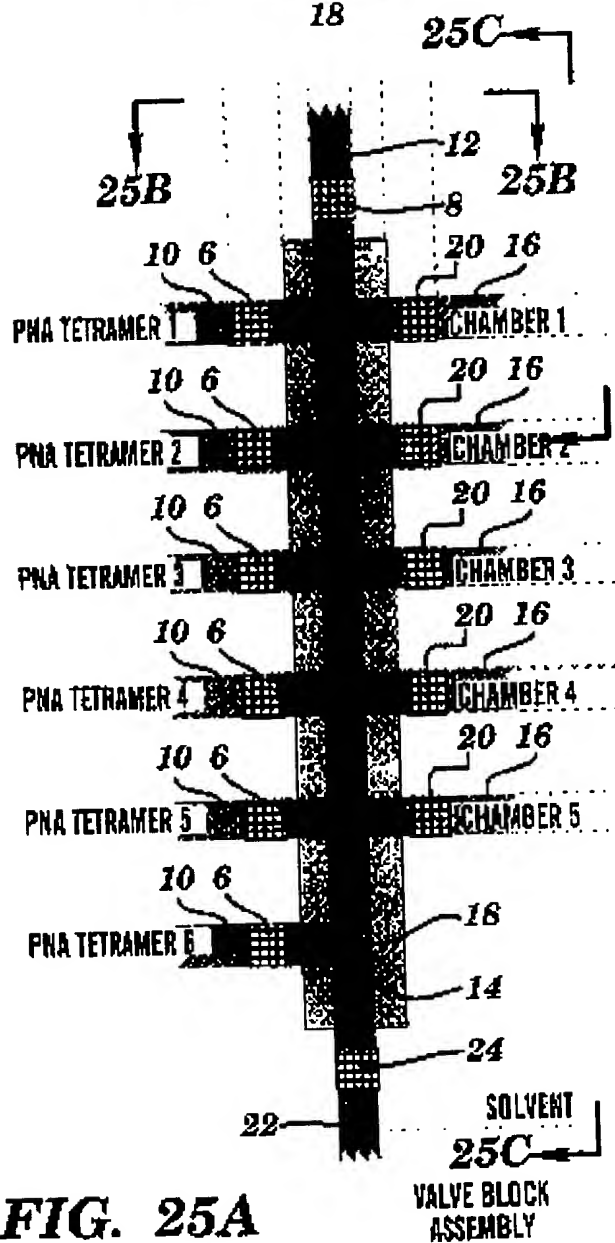 18
25C
12
25B 25B
8
10 6 20 16
PNA TETRAMER 1 CHAMBER 1
10 6 20 16
PNA TETRAMER 2 CHAMBER 2
10 6 20 16
PNA TETRAMER 3 CHAMBER 3
10 6 20 16
PNA TETRAMER 4 CHAMBER 4
10 6 20 16
PNA TETRAMER 5 CHAMBER 5
10 6
PNA TETRAMER 6
18
14
24
SOLVENT
22
25C
FIG. 25A
VALVE BLOCK
ASSEMBLY